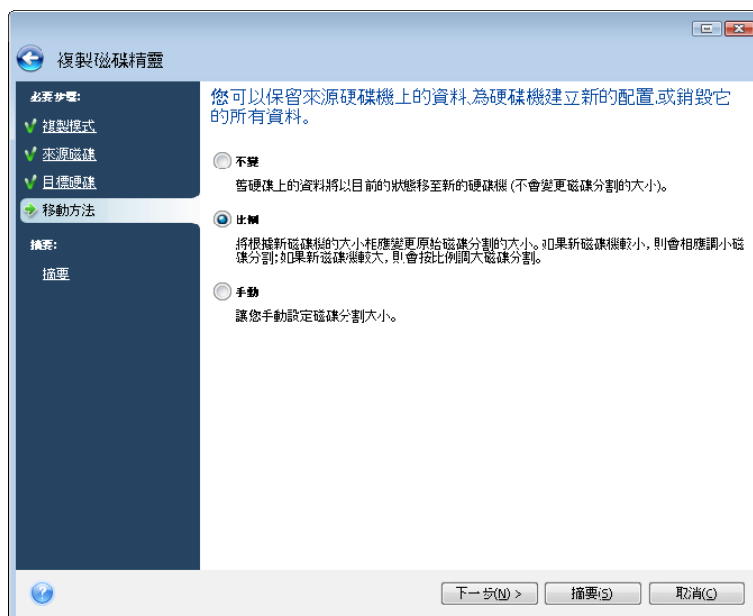 複製磁碟精靈
必要步驟:
複製模式
來源磁碟
目標硬碟
移動方法
摘要:
摘要
您可以保留來源硬碟機上的資料,為硬碟機建立新的配置,或銷毀它
的所有資料。
不變
舊硬碟上的資料將以目前的狀態移至新的硬碟機 (不會變更磁碟分割的大小)。
比例
將根據新磁碟機的大小相應變更原始磁碟分割的大小。如果新磁碟機較小, 則會相應調小磁
碟分割;如果新磁碟機較大, 則會按比例調大磁碟分割。
手動
讓您手動設定磁碟分割大小。
下一步(N) >
摘要(S)
取消(C)